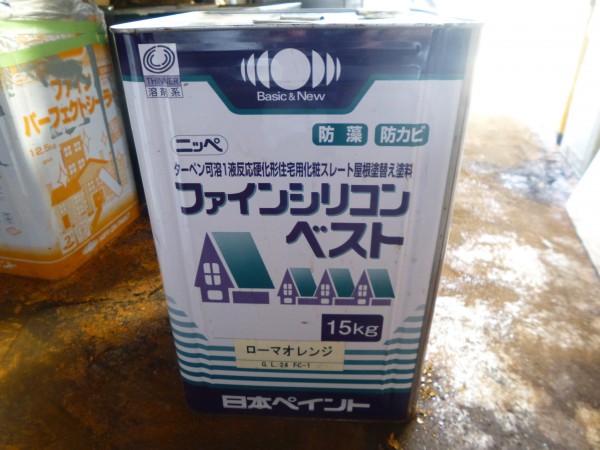 THINNER
溶剤系
Basic & New
防藻 防カビ
ニッペ
ターペン可溶1液反応硬化形住宅用化粧スレート屋根塗替え塗料
ファインシリコン
ベスト
15kg
ローマオレンジ
G.L.24 FC-1
日本ペイント
ファイン
パーフェクトシーラー